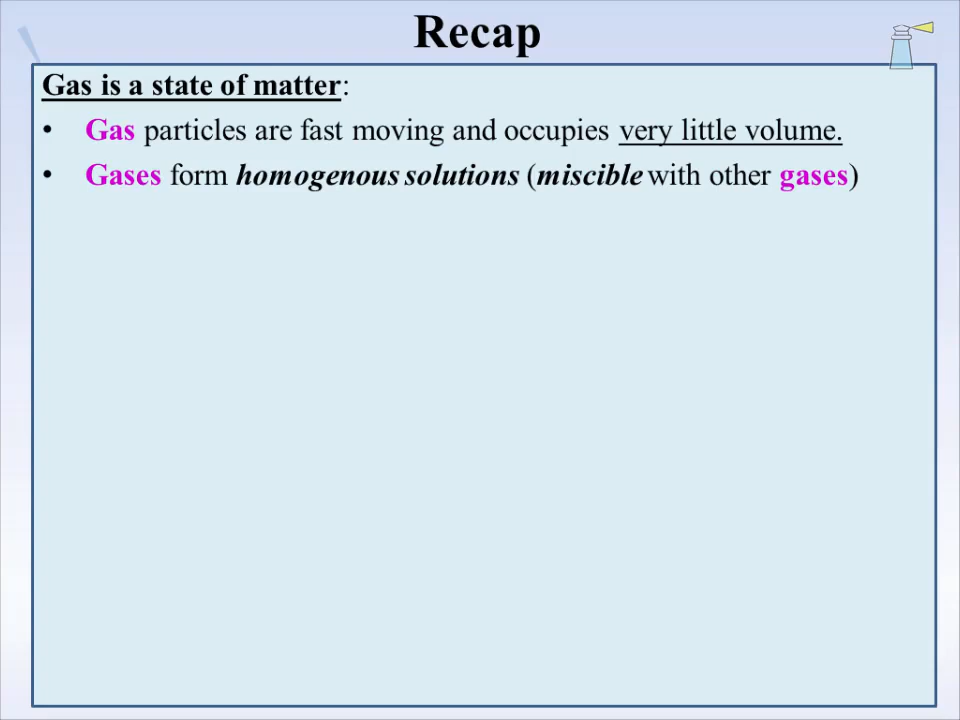 Recap
Gas is a state of matter:
• Gas particles are fast moving and occupies very little volume.
• Gases form homogenous solutions (miscible with other gases)